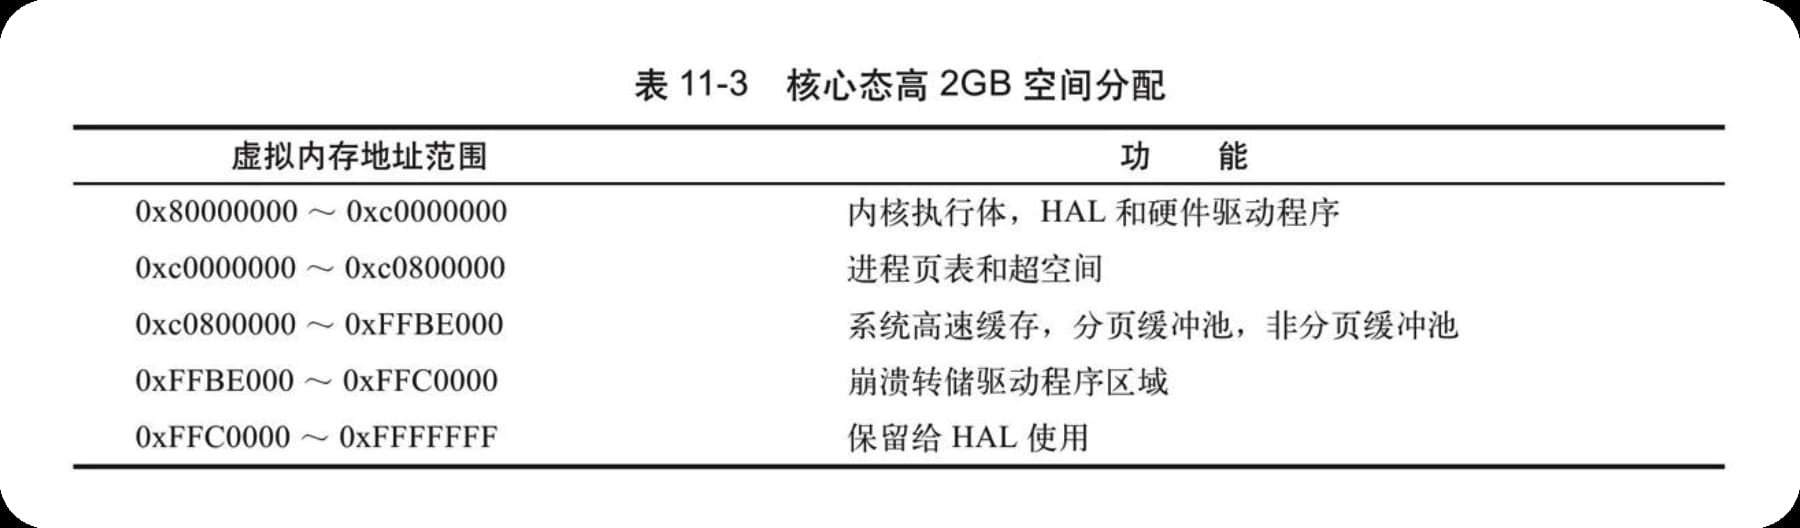 表 11-3 核心态高 2GB 空间分配
虚拟内存地址范围 功 能
0x80000000 ～ 0xc0000000 内核执行体，HAL 和硬件驱动程序
0xc0000000 ～ 0xc0800000 进程页表和超空间
0xc0800000 ～ 0xFFBE000 系统高速缓存，分页缓冲池，非分页缓冲池
0xFFBE000 ～ 0xFFC0000 崩溃转储驱动程序区域
0xFFC0000 ～ 0xFFFFFFF 保留给 HAL 使用